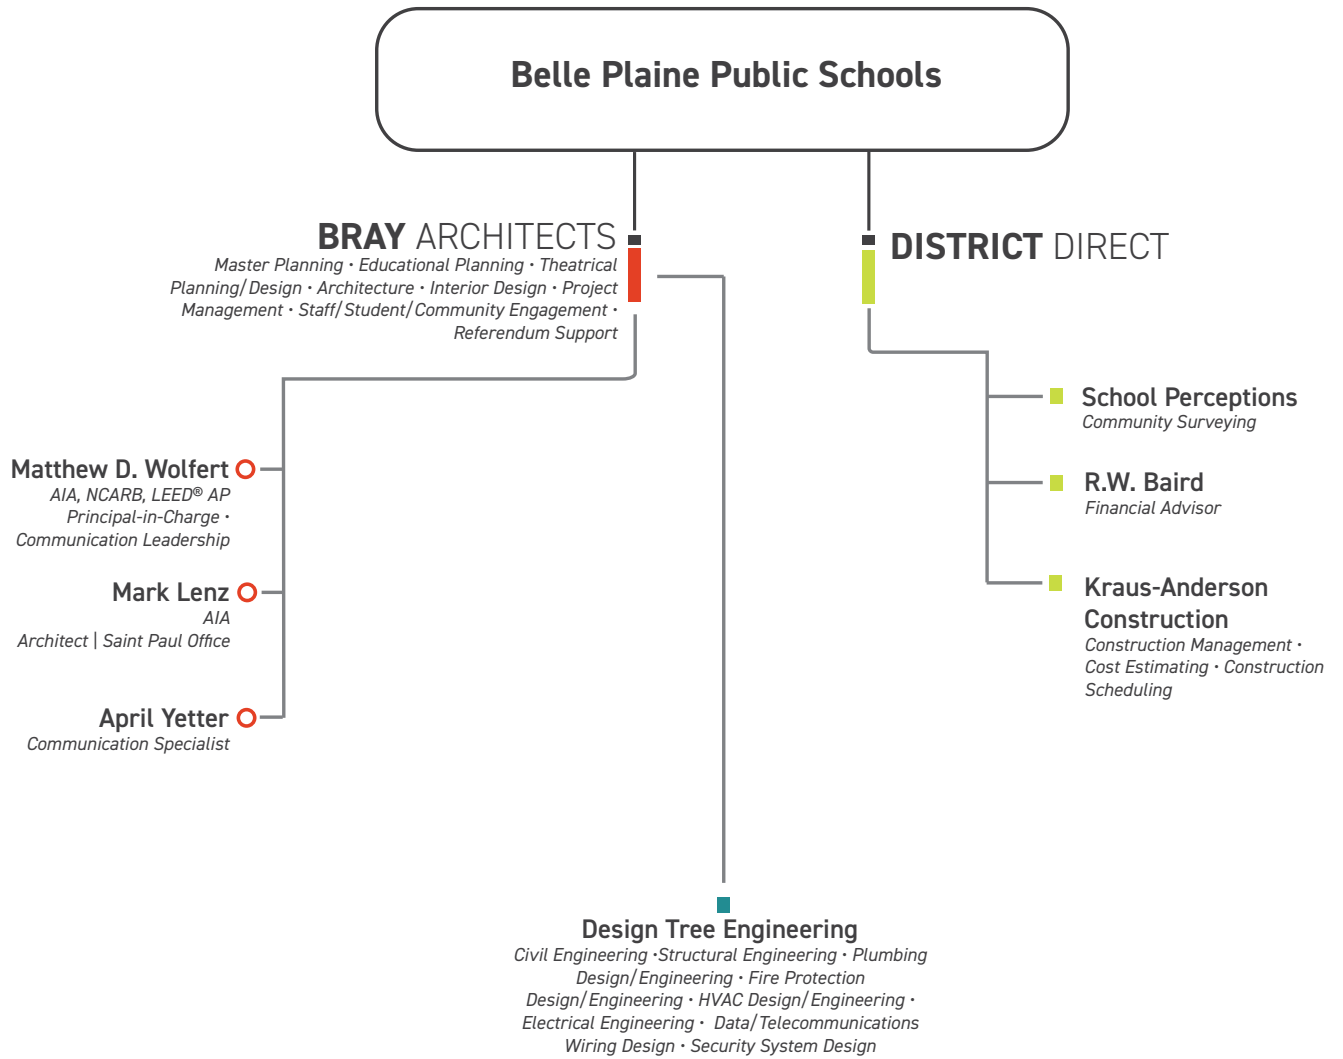 Belle Plaine Public Schools
BRAY ARCHITECTS
Master Planning • Educational Planning • Theatrical
Planning/Design • Architecture • Interior Design • Project
Management • Staff/Student/Community Engagement •
Referendum Support
DISTRICT DIRECT
Matthew D. Wolfert
AIA, NCARB, LEED® AP
Principal-in-Charge •
Communication Leadership
Mark Lenz
AIA
Architect | Saint Paul Office
April Yetter
Communication Specialist
School Perceptions
Community Surveying
R.W. Baird
Financial Advisor
Kraus-Anderson
Construction
Construction Management •
Cost Estimating • Construction
Scheduling
Design Tree Engineering
Civil Engineering •Structural Engineering • Plumbing
Design/Engineering • Fire Protection
Design/Engineering • HVAC Design/Engineering •
Electrical Engineering • Data/Telecommunications
Wiring Design • Security System Design